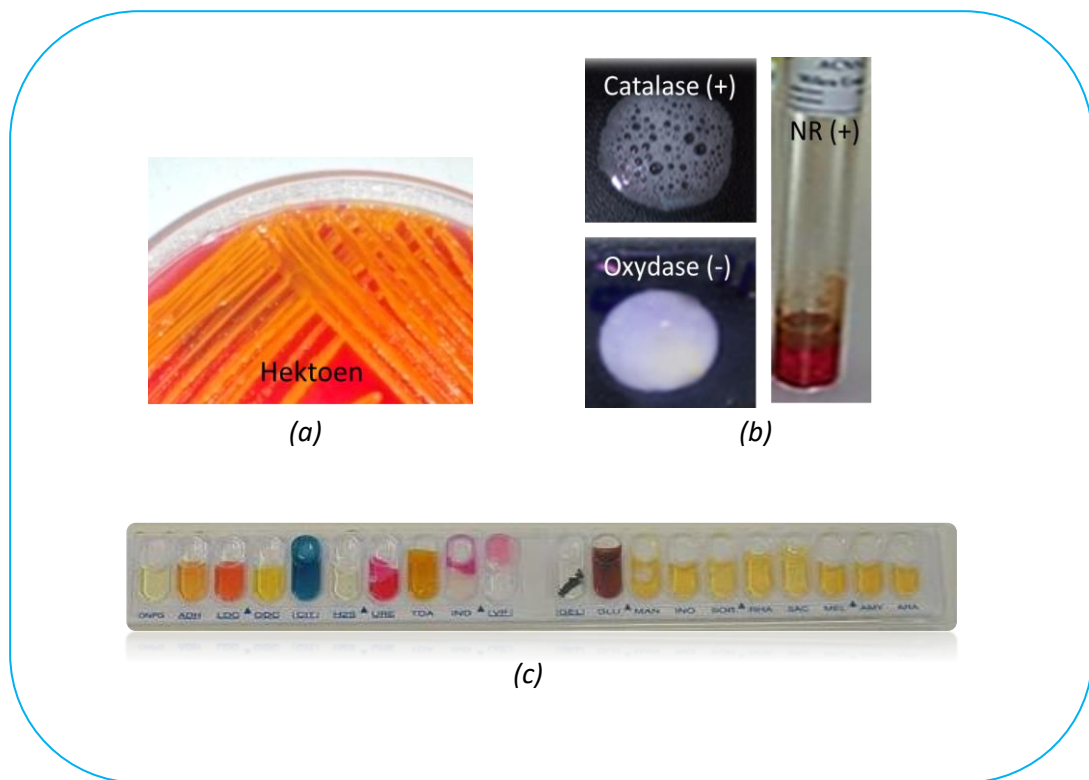 Catalase (+)
NR (+)
Oxydase (-)
Hektoen
(a)
(b)
ONPG ADH LDC ODC |CIT| H2S URE TDA IND |VP| |GEL| GLU MAN INO SOR RHA SAC MEL AMY ARA
(c)